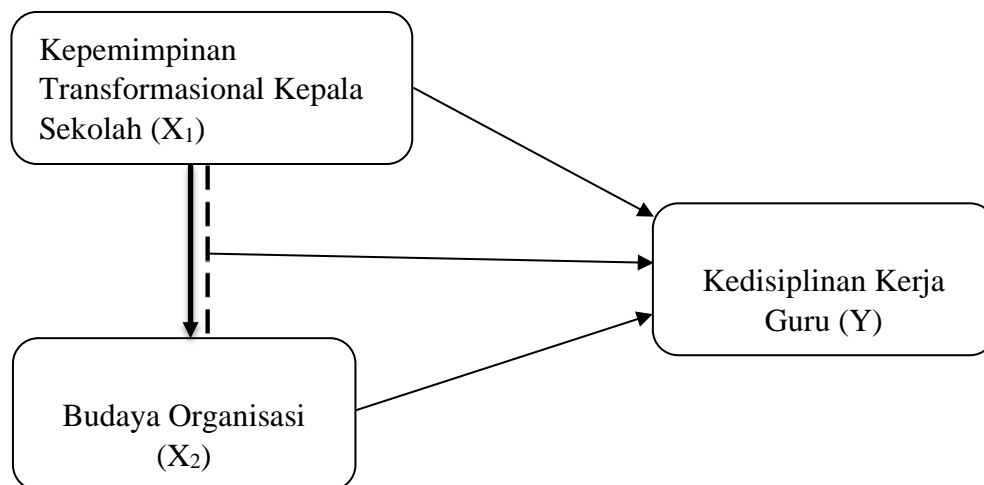 Kepemimpinan
Transformasional Kepala
Sekolah (X₁)
Kedisiplinan Kerja
Guru (Y)
Budaya Organisasi
(X₂)